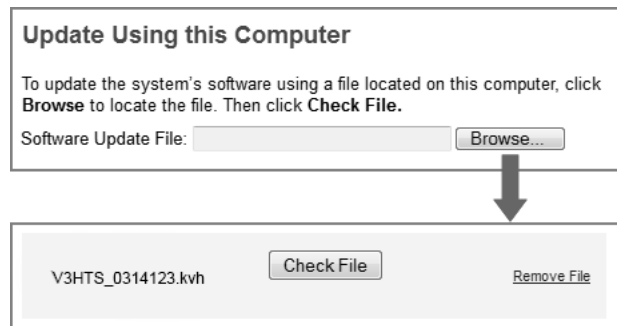 Update Using this Computer
To update the system's software using a file located on this computer, click
Browse to locate the file. Then click Check File.
Software Update File: Browse...
V3HTS_0314123.kvh Check File Remove File